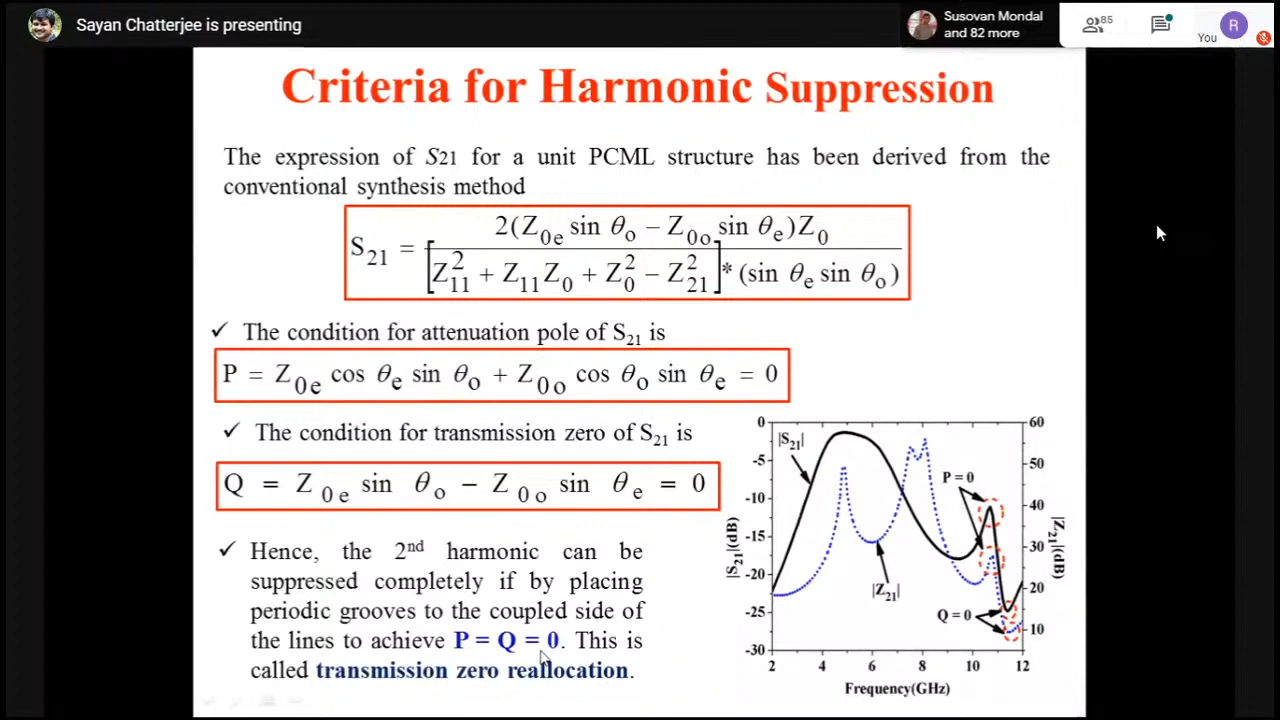 Sayan Chatterjee is presenting
Susovan Mondal
and 82 more
85
You
R
Criteria for Harmonic Suppression
The expression of S21 for a unit PCML structure has been derived from the
conventional synthesis method
S₂₁ = 2(Z₀ₑ sin θₒ − Z₀ₒ sin θₑ)Z₀ / [Z₁₁² + Z₁₁Z₀ + Z₀² − Z₂₁²] * (sin θₑ sin θₒ)
✓ The condition for attenuation pole of S₂₁ is
P = Z₀ₑ cos θₑ sin θₒ + Z₀ₒ cos θₒ sin θₑ = 0
✓ The condition for transmission zero of S₂₁ is
Q = Z₀ₑ sin θₒ − Z₀ₒ sin θₑ = 0
✓ Hence, the 2nd harmonic can be
suppressed completely if by placing
periodic grooves to the coupled side of
the lines to achieve P = Q = 0. This is
called transmission zero reallocation.
|S₂₁|(dB)
0
-5
-10
-15
-20
-25
-30
|S₂₁|
|Z₂₁|
P = 0
Q = 0
60
50
40
30
20
10
|Z₂₁|(dB)
2 4 6 8 10 12
Frequency(GHz)